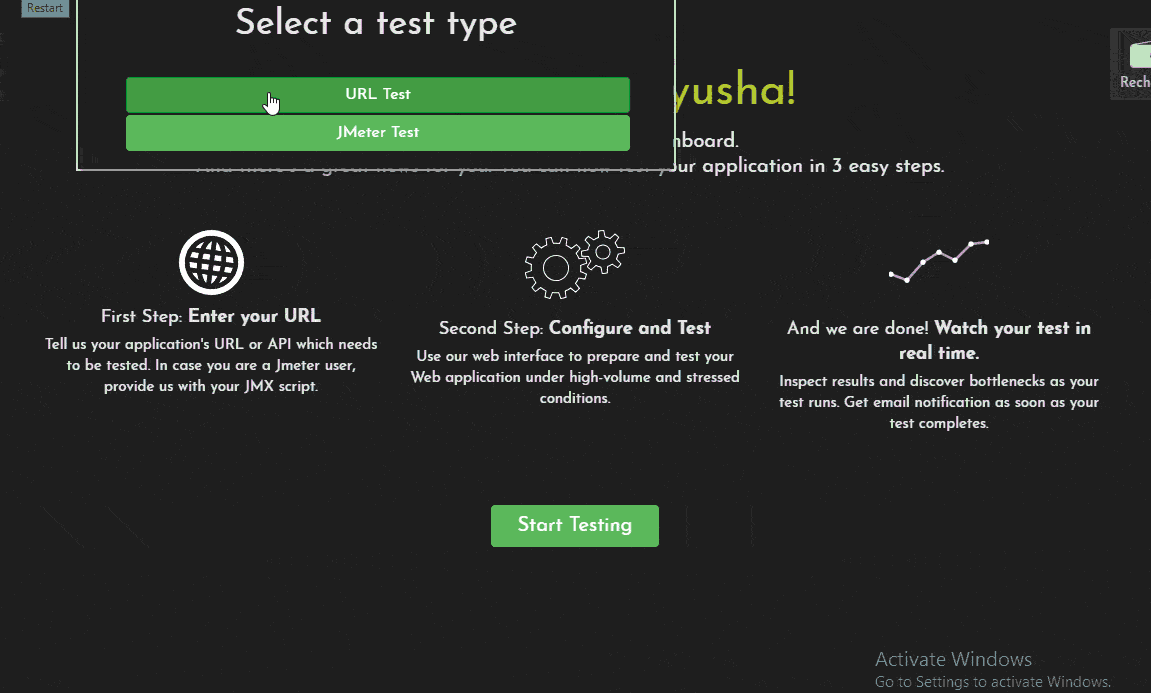 Restart
Select a test type
URL Test
JMeter Test
yusha!
Rech
nboard.
your application in 3 easy steps.
First Step: Enter your URL
Tell us your application's URL or API which needs
to be tested. In case you are a Jmeter user,
provide us with your JMX script.
Second Step: Configure and Test
Use our web interface to prepare and test your
Web application under high-volume and stressed
conditions.
And we are done! Watch your test in
real time.
Inspect results and discover bottlenecks as your
test runs. Get email notification as soon as your
test completes.
Start Testing
Activate Windows
Go to Settings to activate Windows.